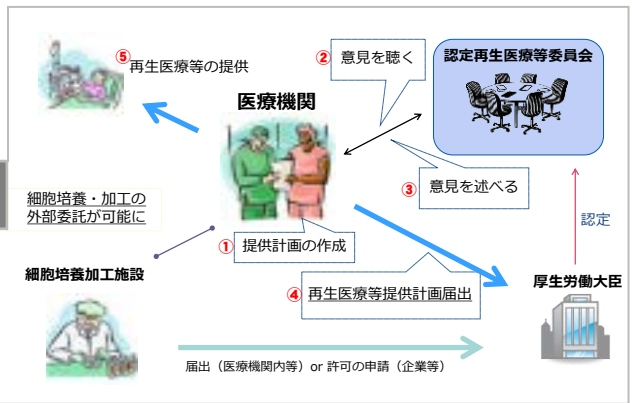 ⑤ 再生医療等の提供
② 意見を聴く
認定再生医療等委員会
医療機関
③ 意見を述べる
細胞培養・加工の
外部委託が可能に
認定
① 提供計画の作成
細胞培養加工施設
④ 再生医療等提供計画届出
厚生労働大臣
届出（医療機関内等）or 許可の申請（企業等）